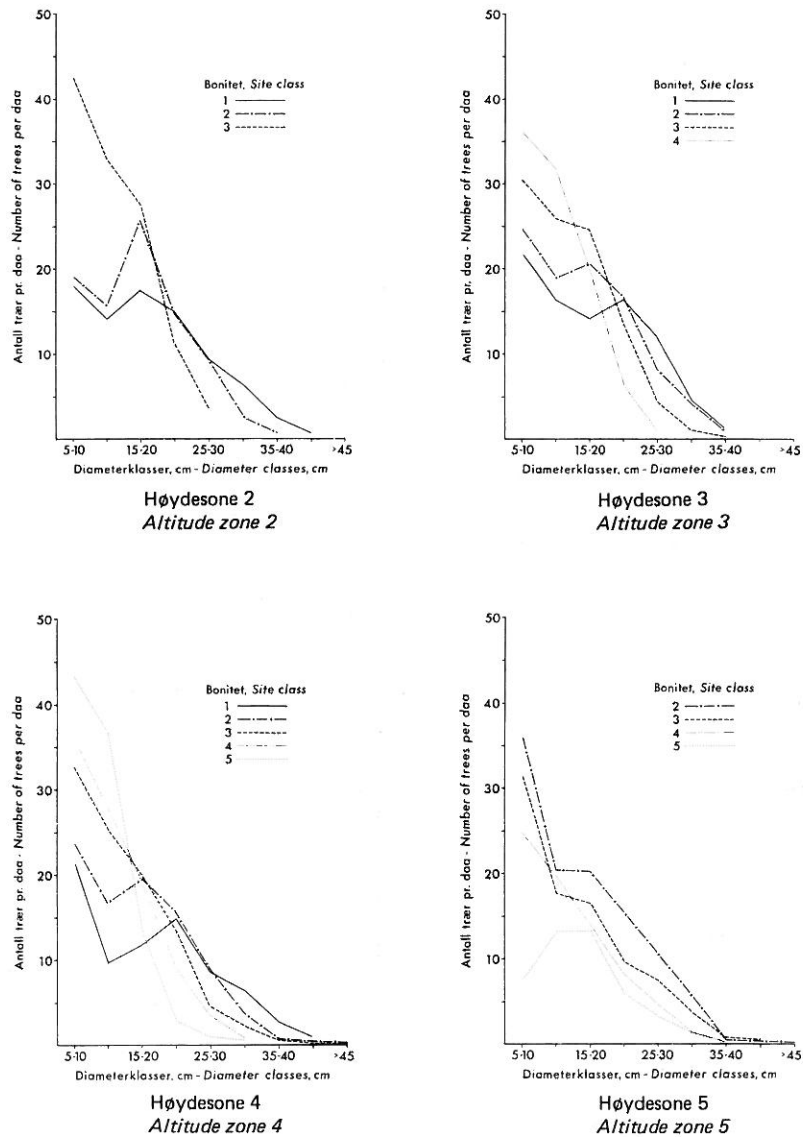 50
40
30
20
10
Antall trær pr. daa - Number of trees per daa
Bonitet, Site class
1
2
3
5-10 15-20 25-30 35-40 >45
Diameterklasser, cm - Diameter classes, cm
Høydesone 2
Altitude zone 2
50
40
30
20
10
Antall trær pr. daa - Number of trees per daa
Bonitet, Site class
1
2
3
4
5-10 15-20 25-30 35-40 >45
Diameterklasser, cm - Diameter classes, cm
Høydesone 3
Altitude zone 3
50
40
30
20
10
Antall trær pr. daa - Number of trees per daa
Bonitet, Site class
1
2
3
4
5
5-10 15-20 25-30 35-40 >45
Diameterklasser, cm - Diameter classes, cm
Høydesone 4
Altitude zone 4
50
40
30
20
10
Antall trær pr. daa - Number of trees per daa
Bonitet, Site class
2
3
4
5
5-10 15-20 25-30 35-40 >45
Diameterklasser, cm - Diameter classes, cm
Høydesone 5
Altitude zone 5